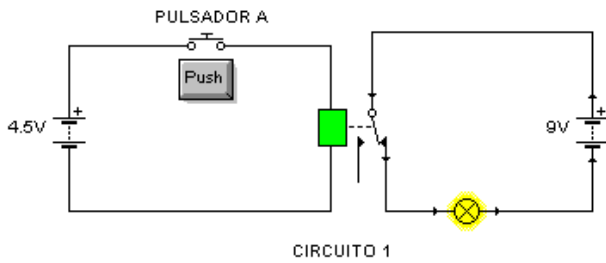 PULSADOR A
Push
+
4.5V
+
9V
CIRCUITO 1